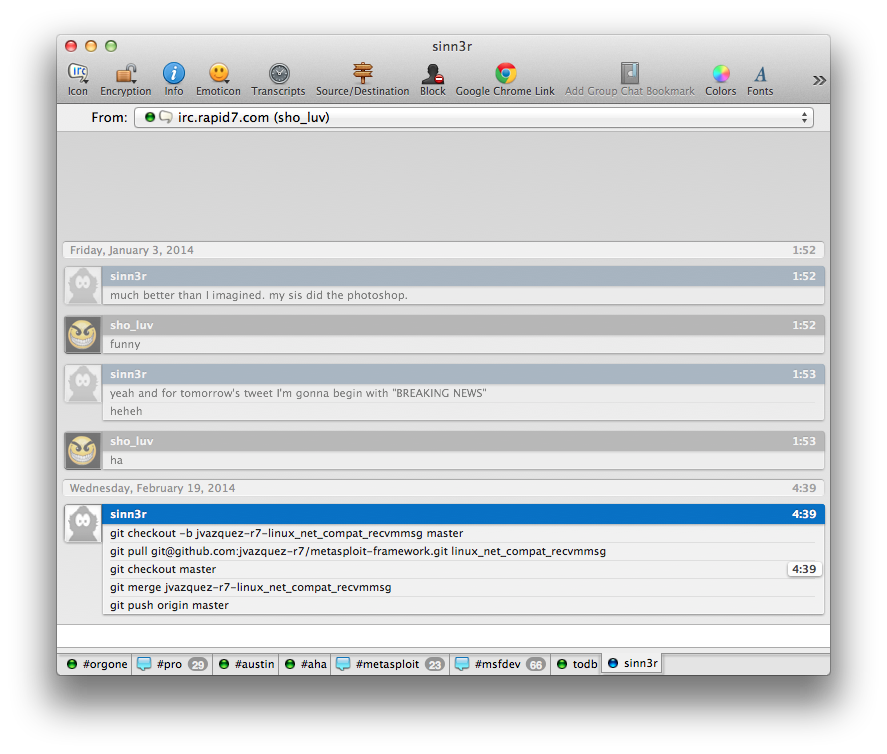 sinn3r
irc
Icon Encryption Info Emoticon Transcripts Source/Destination Block Google Chrome Link Add Group Chat Bookmark Colors Fonts
From: irc.rapid7.com (sho_luv)
Friday, January 3, 2014 1:52
sinn3r 1:52
much better than I imagined. my sis did the photoshop.
sho_luv 1:52
funny
sinn3r 1:53
yeah and for tomorrow's tweet I'm gonna begin with "BREAKING NEWS"
heheh
sho_luv 1:53
ha
Wednesday, February 19, 2014 4:39
sinn3r 4:39
git checkout -b jvazquez-r7-linux_net_compat_recvmmsg master
git pull git@github.com:jvazquez-r7/metasploit-framework.git linux_net_compat_recvmmsg
git checkout master 4:39
git merge jvazquez-r7-linux_net_compat_recvmmsg
git push origin master
#orgone #pro 29 #austin #aha #metasploit 23 #msfdev 66 todb sinn3r